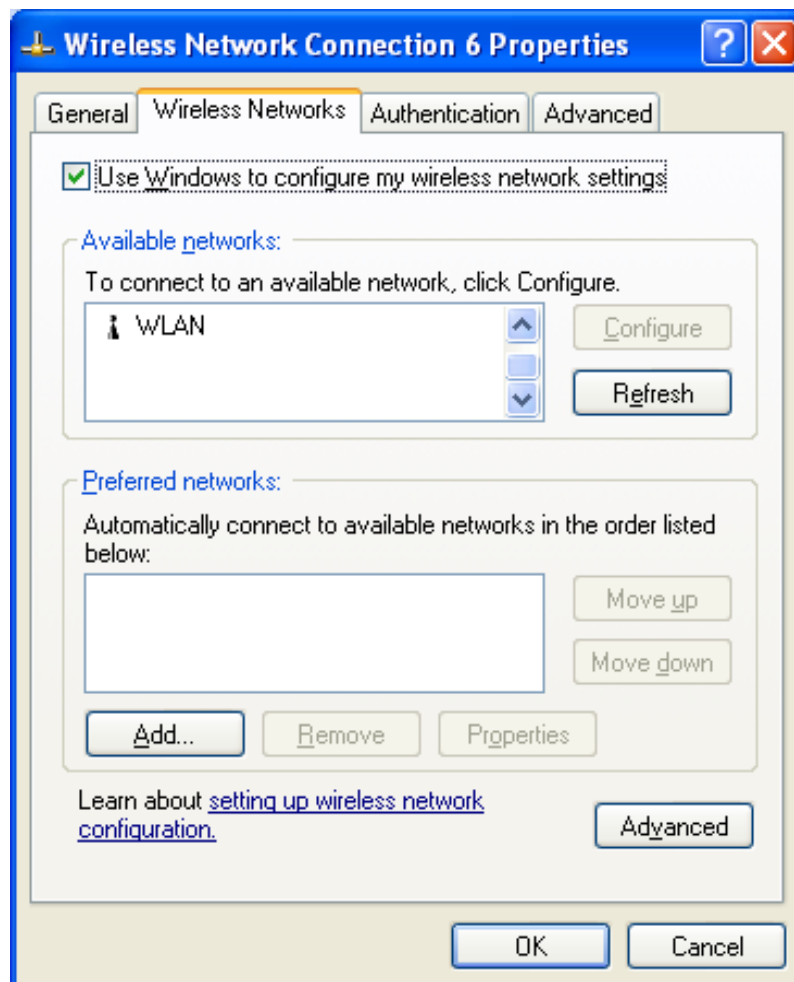 Wireless Network Connection 6 Properties
General Wireless Networks Authentication Advanced
Use Windows to configure my wireless network settings
Available networks:
To connect to an available network, click Configure.
WLAN
Configure
Refresh
Preferred networks:
Automatically connect to available networks in the order listed
below:
Move up
Move down
Add... Remove Properties
Learn about setting up wireless network
configuration.
Advanced
OK Cancel